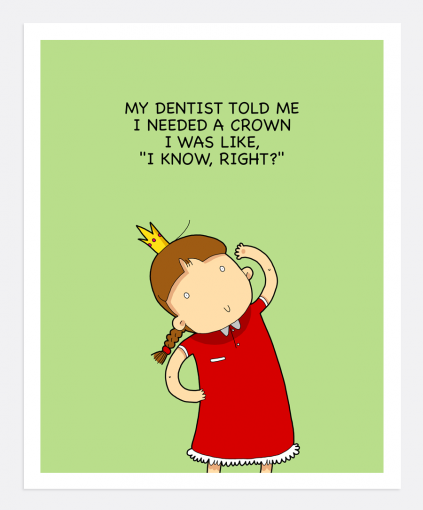 MY DENTIST TOLD ME
I NEEDED A CROWN
I WAS LIKE,
"I KNOW, RIGHT?"